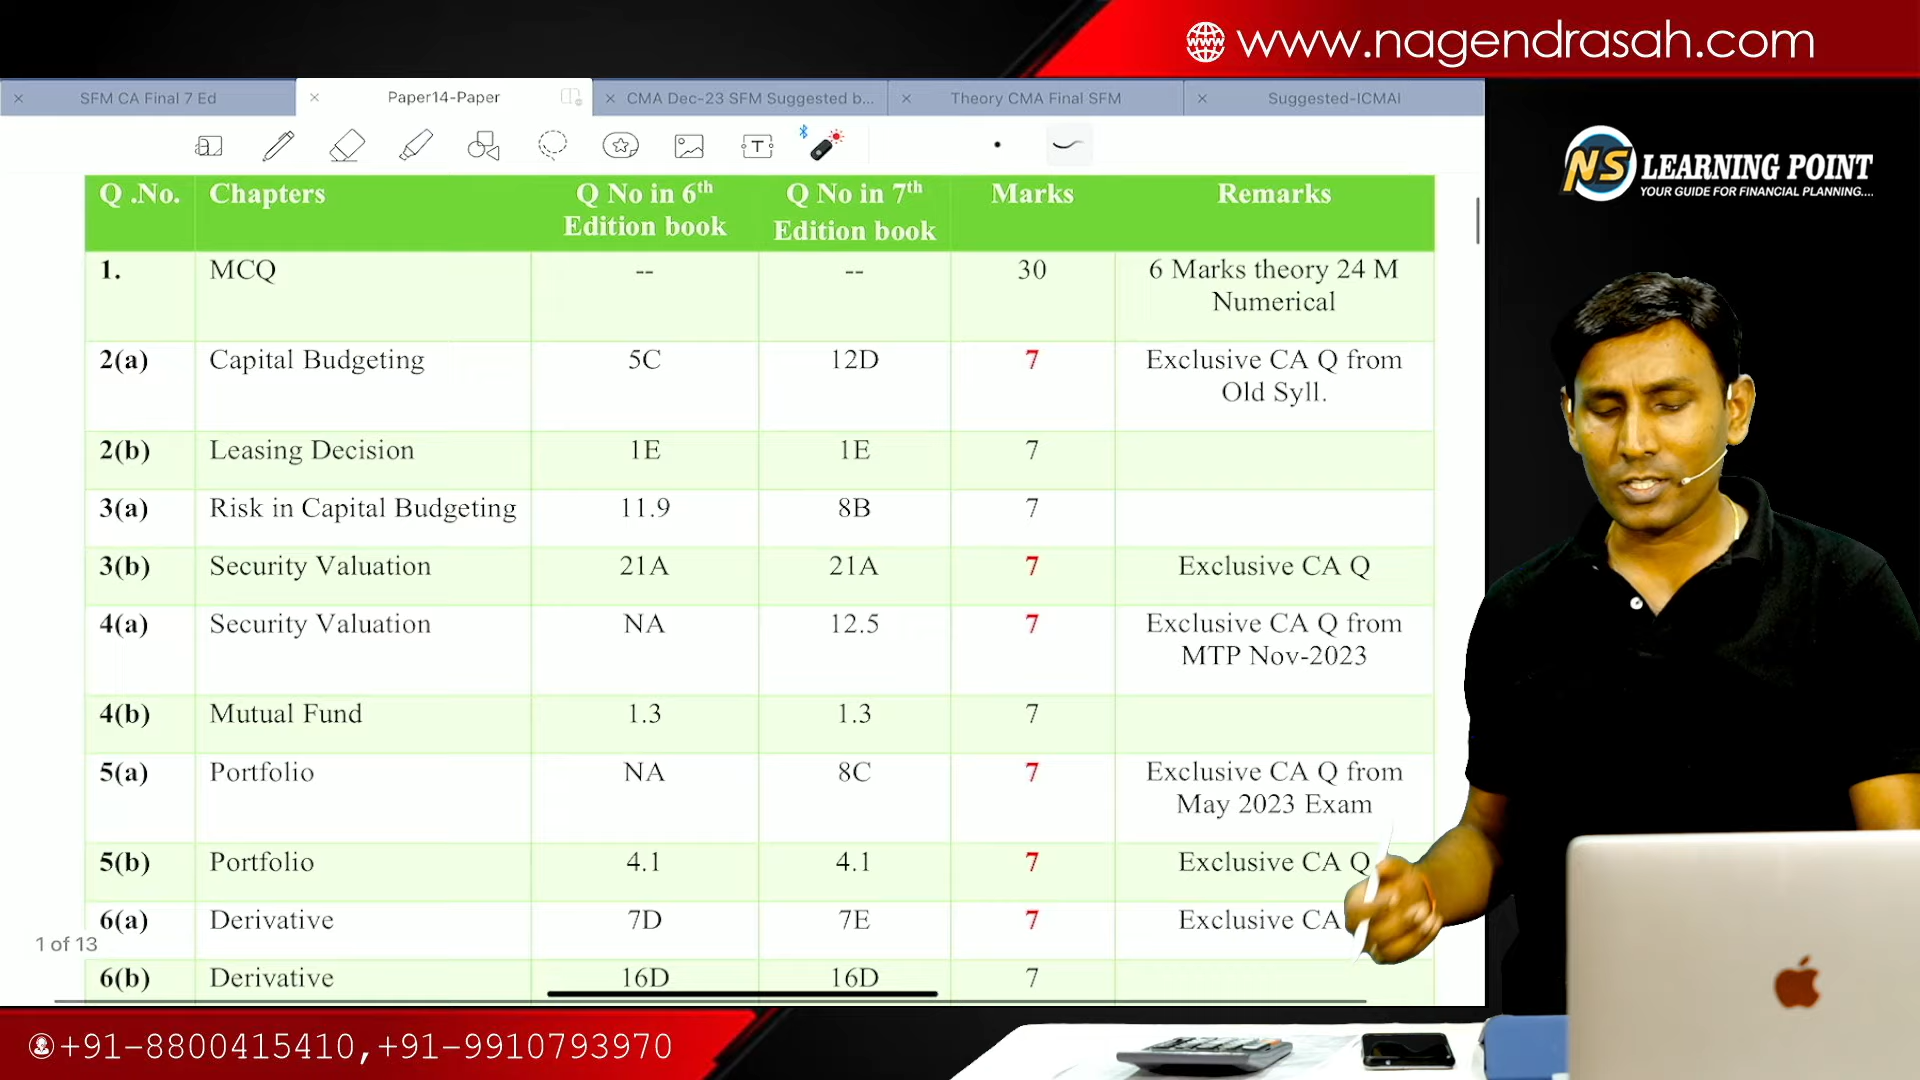 www.nagendrasah.com
SFM CA Final 7 Ed
Paper14-Paper
CMA Dec-23 SFM Suggested b...
Theory CMA Final SFM
Suggested-ICMAI
NS LEARNING POINT
YOUR GUIDE FOR FINANCIAL PLANNING....
Q .No. Chapters Q No in 6th Edition book Q No in 7th Edition book Marks Remarks
1. MCQ -- -- 30 6 Marks theory 24 M Numerical
2(a) Capital Budgeting 5C 12D 7 Exclusive CA Q from Old Syll.
2(b) Leasing Decision 1E 1E 7
3(a) Risk in Capital Budgeting 11.9 8B 7
3(b) Security Valuation 21A 21A 7 Exclusive CA Q
4(a) Security Valuation NA 12.5 7 Exclusive CA Q from MTP Nov-2023
4(b) Mutual Fund 1.3 1.3 7
5(a) Portfolio NA 8C 7 Exclusive CA Q from May 2023 Exam
5(b) Portfolio 4.1 4.1 7 Exclusive CA Q
6(a) Derivative 7D 7E 7 Exclusive CA
1 of 13
6(b) Derivative 16D 16D 7
+91-8800415410,+91-9910793970